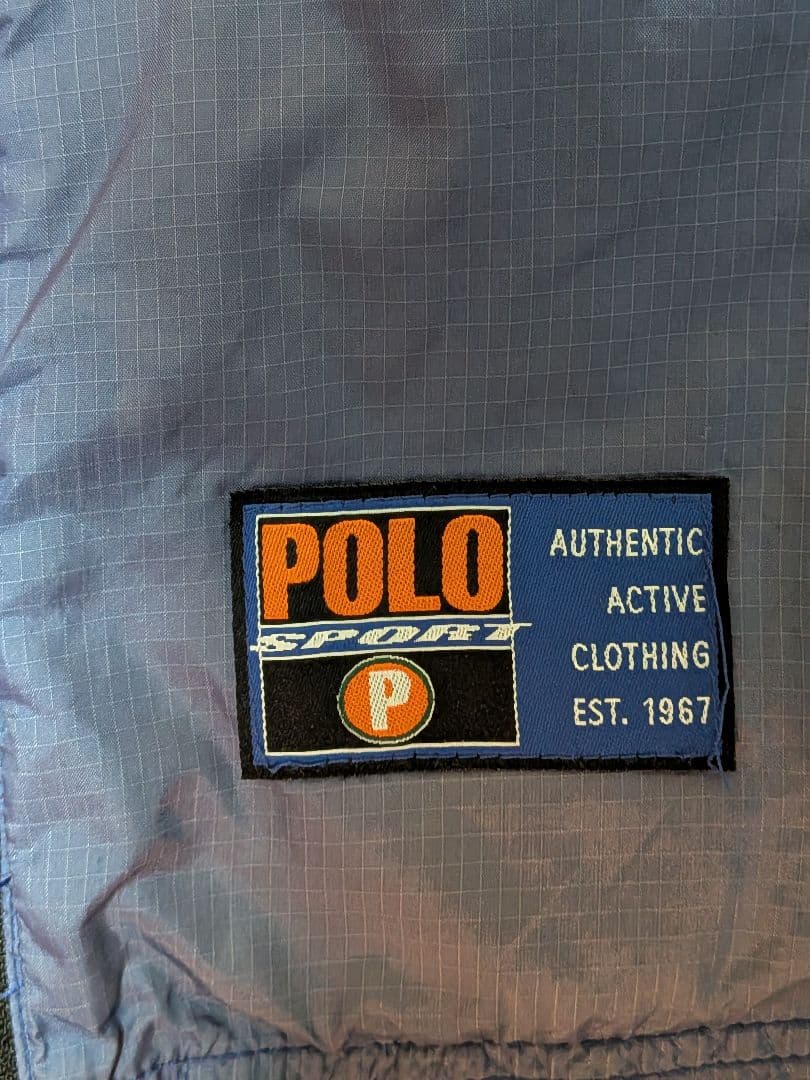 POLO
SPORT
P
AUTHENTIC
ACTIVE
CLOTHING
EST. 1967